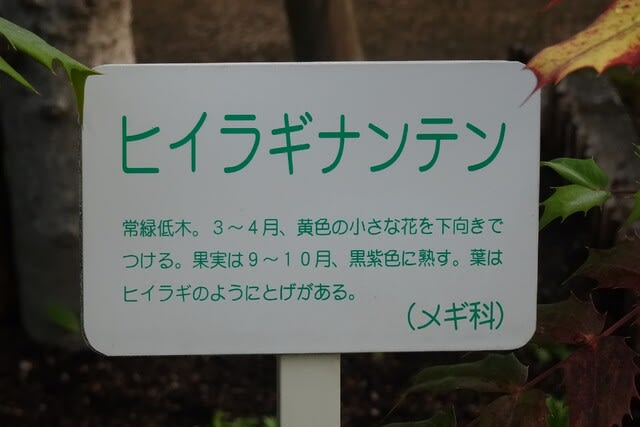 ヒイラギナンテン
常緑低木。３～４月、黄色の小さな花を下向きで
つける。果実は９～１０月、黒紫色に熟す。葉は
ヒイラギのようにとげがある。
（メギ科）